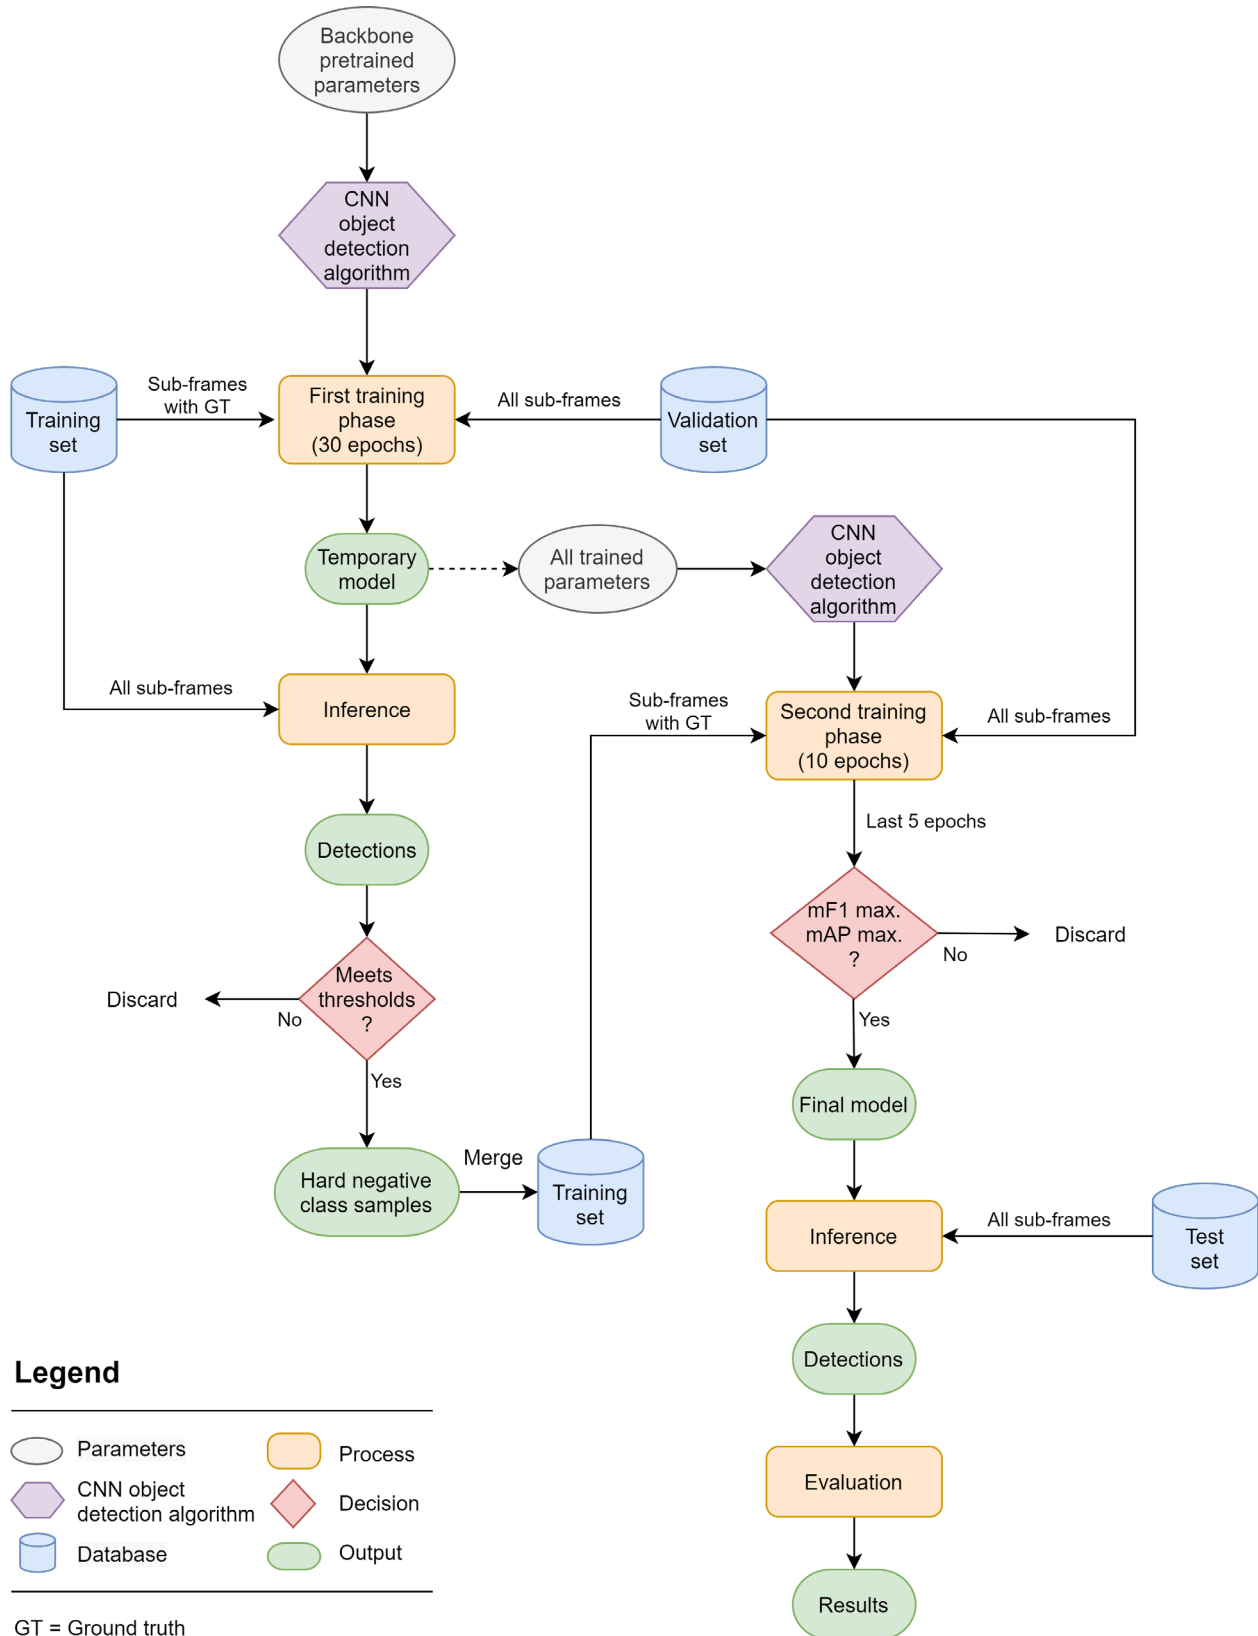 Backbone
pretrained
parameters
CNN
object
detection
algorithm
Sub-frames
with GT
Training
set
First training
phase
(30 epochs)
All sub-frames
Validation
set
Temporary
model
All trained
parameters
CNN
object
detection
algorithm
All sub-frames
Inference
Sub-frames
with GT
Second training
phase
(10 epochs)
All sub-frames
Last 5 epochs
Detections
mF1 max.
mAP max.
?
No
Discard
Meets
thresholds
?
No
Discard
Yes
Yes
Final model
Hard negative
class samples
Merge
Training
set
Inference
All sub-frames
Test
set
Detections
Evaluation
Results
Legend
Parameters
Process
CNN object
detection algorithm
Decision
Database
Output
GT = Ground truth